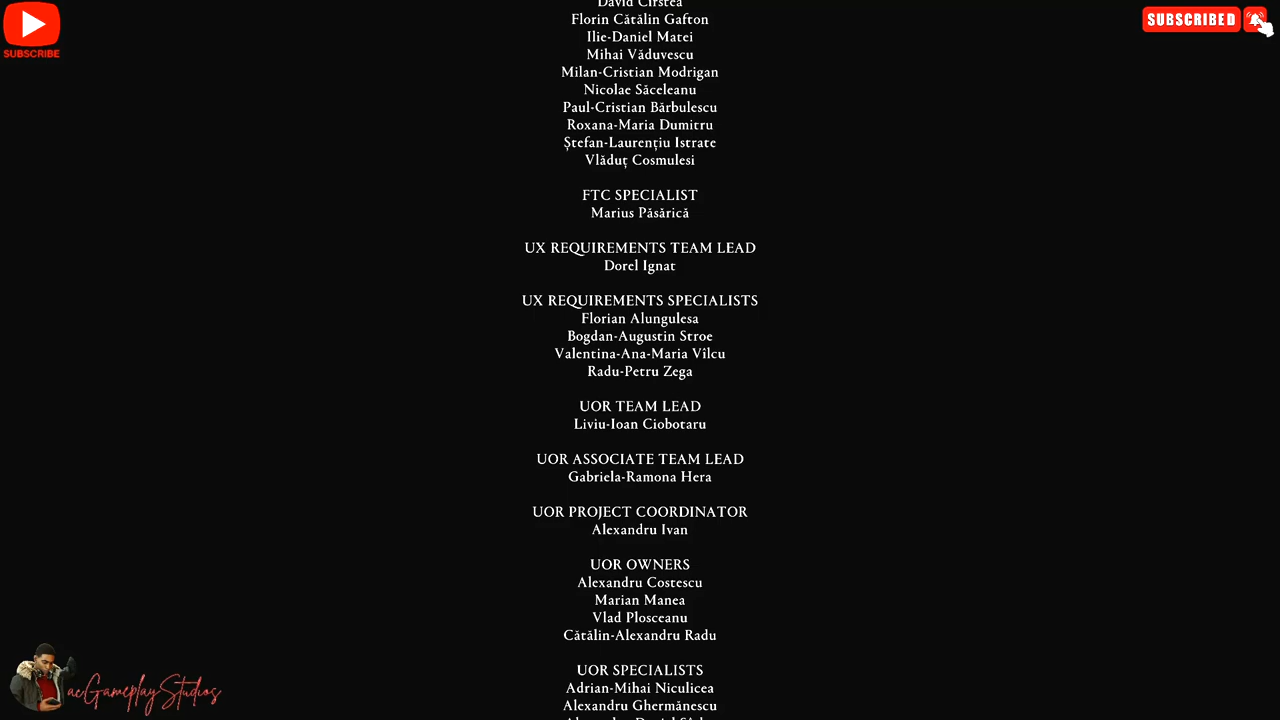 David Cîrstea
Florin Cătălin Gafton
Ilie-Daniel Matei
Mihai Văduvescu
Milan-Cristian Modrigan
Nicolae Săceleanu
Paul-Cristian Bărbulescu
Roxana-Maria Dumitru
Ștefan-Laurențiu Istrate
Vlăduț Cosmulesi
FTC SPECIALIST
Marius Păsărică
UX REQUIREMENTS TEAM LEAD
Dorel Ignat
UX REQUIREMENTS SPECIALISTS
Florian Alungulesa
Bogdan-Augustin Stroe
Valentina-Ana-Maria Vîlcu
Radu-Petru Zega
UOR TEAM LEAD
Liviu-Ioan Ciobotaru
UOR ASSOCIATE TEAM LEAD
Gabriela-Ramona Hera
UOR PROJECT COORDINATOR
Alexandru Ivan
UOR OWNERS
Alexandru Costescu
Marian Manea
Vlad Plosceanu
Cătălin-Alexandru Radu
UOR SPECIALISTS
Adrian-Mihai Niculicea
Alexandru Ghermănescu
SUBSCRIBE
SUBSCRIBED
aeGameplayStudios